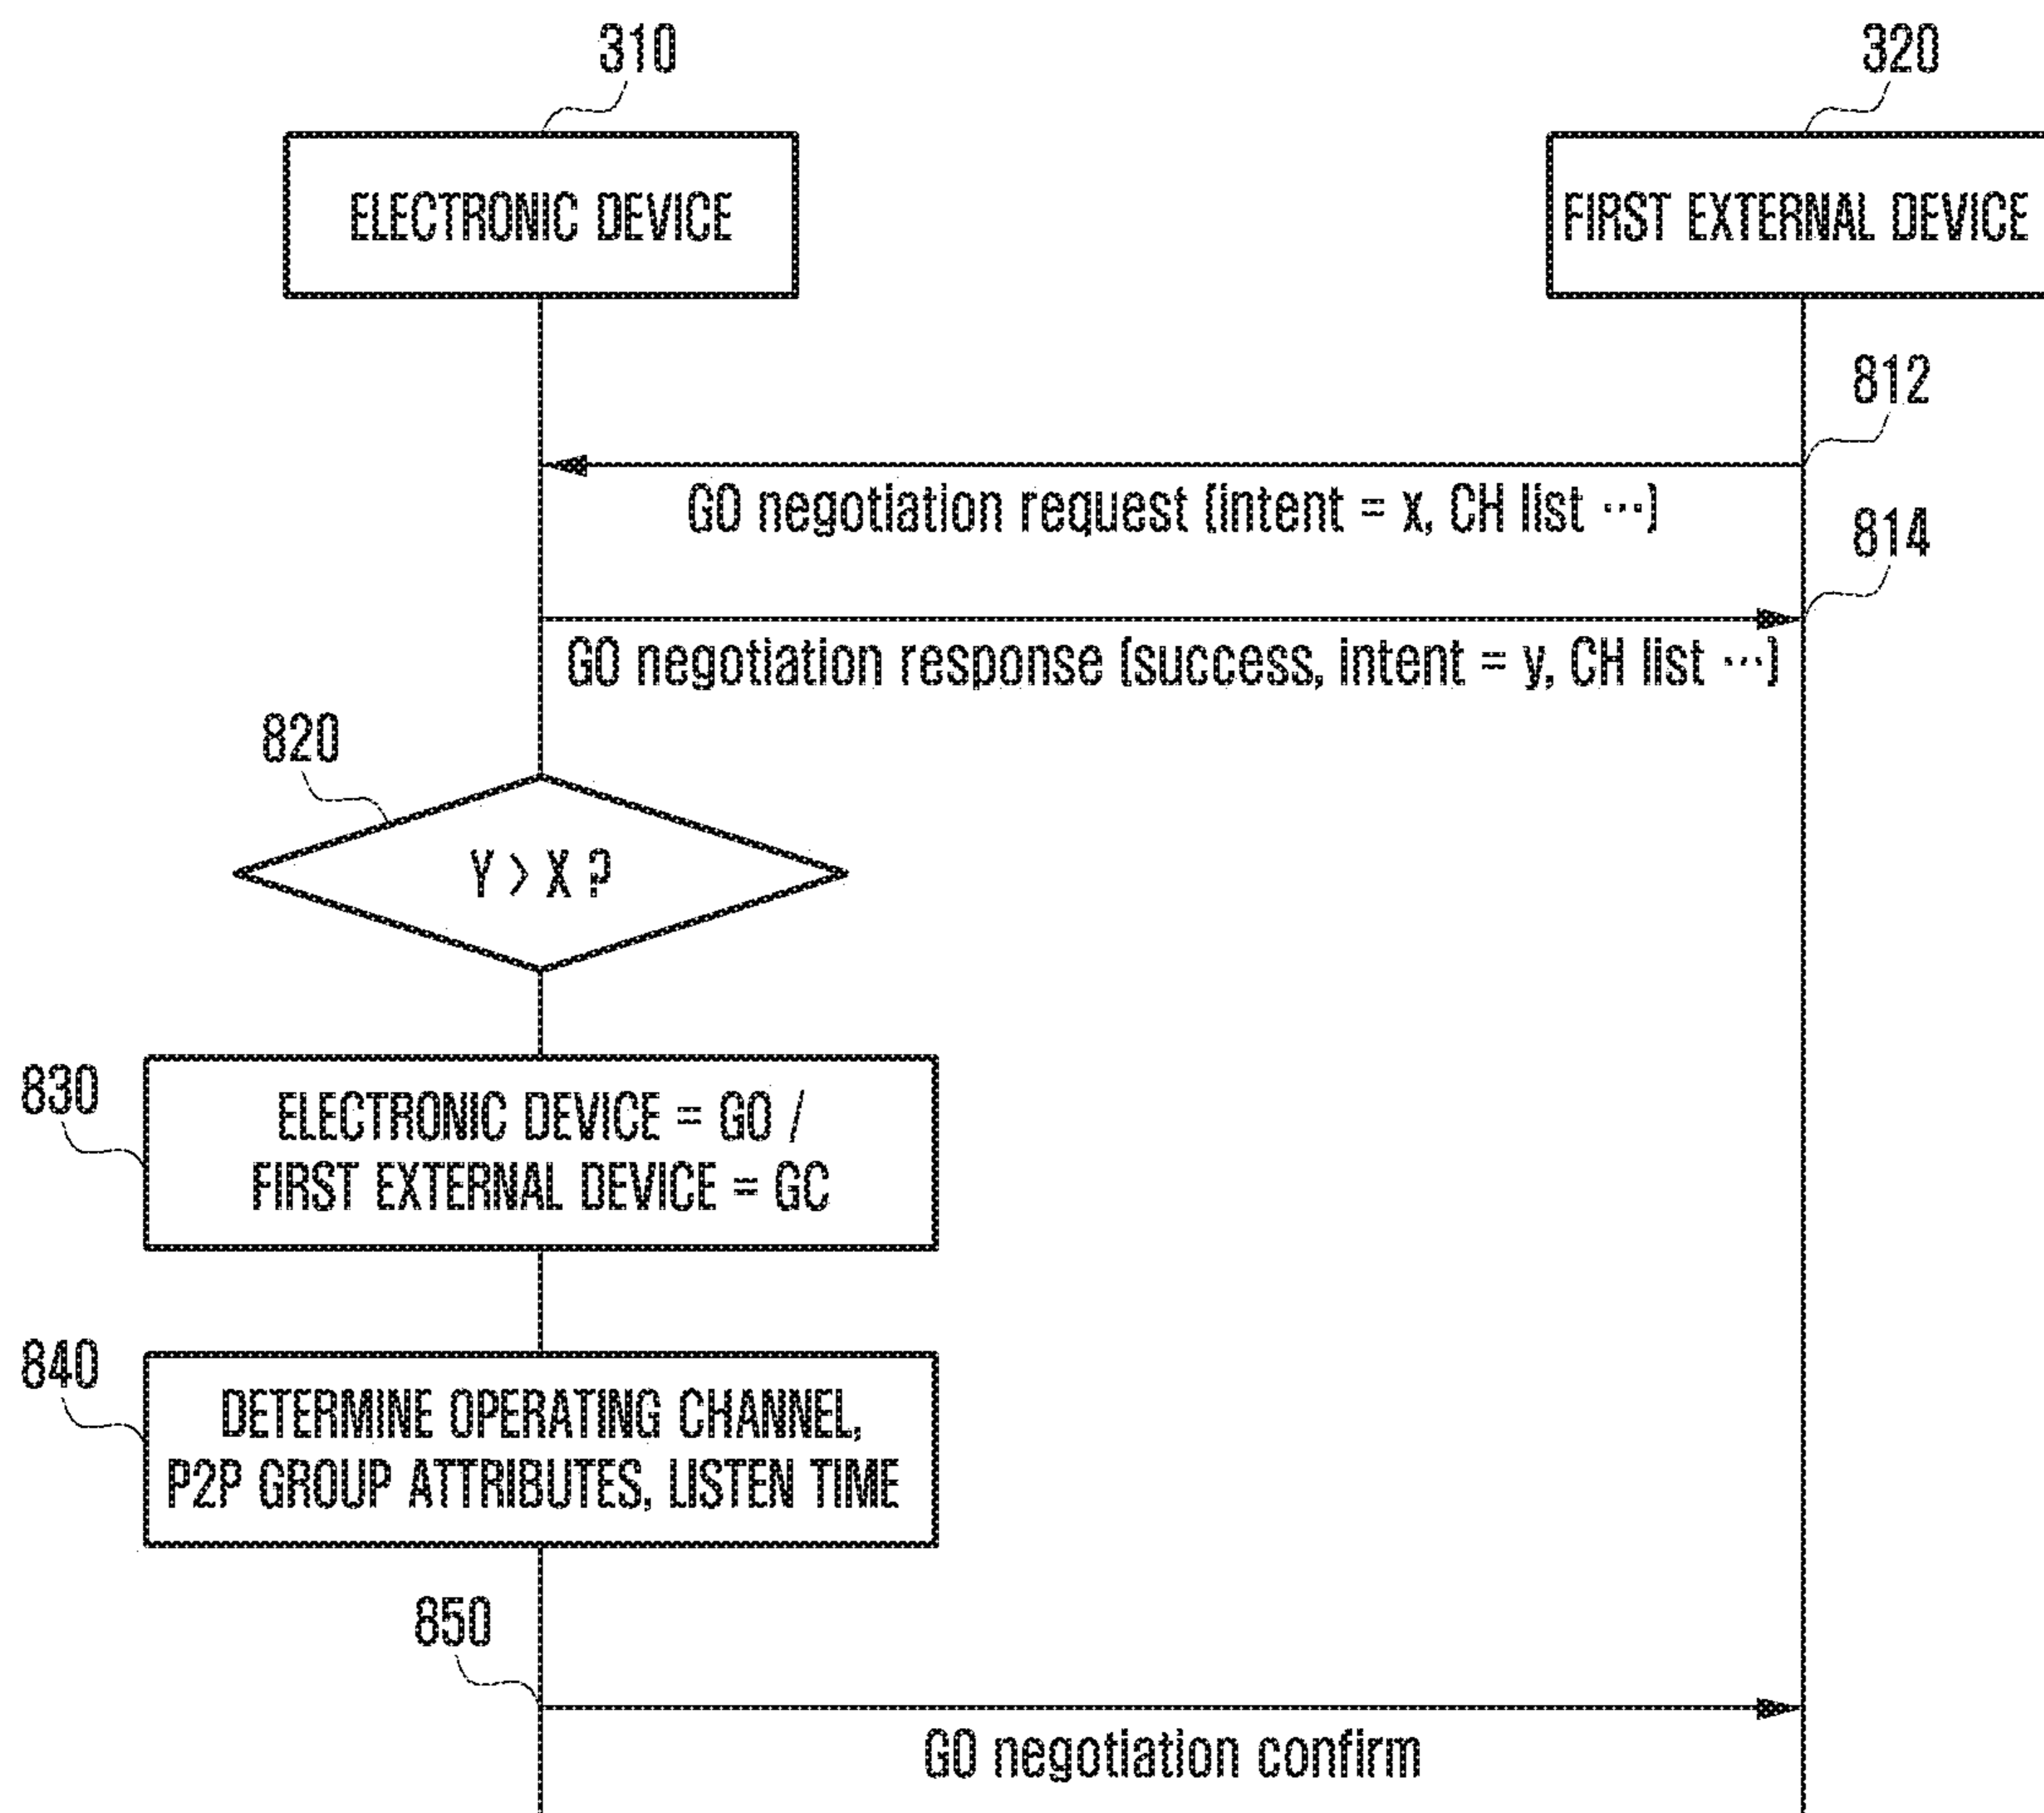 310
320
ELECTRONIC DEVICE
FIRST EXTERNAL DEVICE
812
GO negotiation request (intent = x, CH list ···)
814
GO negotiation response (success, intent = y, CH list ···)
820
Y > X ?
830
ELECTRONIC DEVICE = GO /
FIRST EXTERNAL DEVICE = GC
840
DETERMINE OPERATING CHANNEL,
P2P GROUP ATTRIBUTES, LISTEN TIME
850
GO negotiation confirm